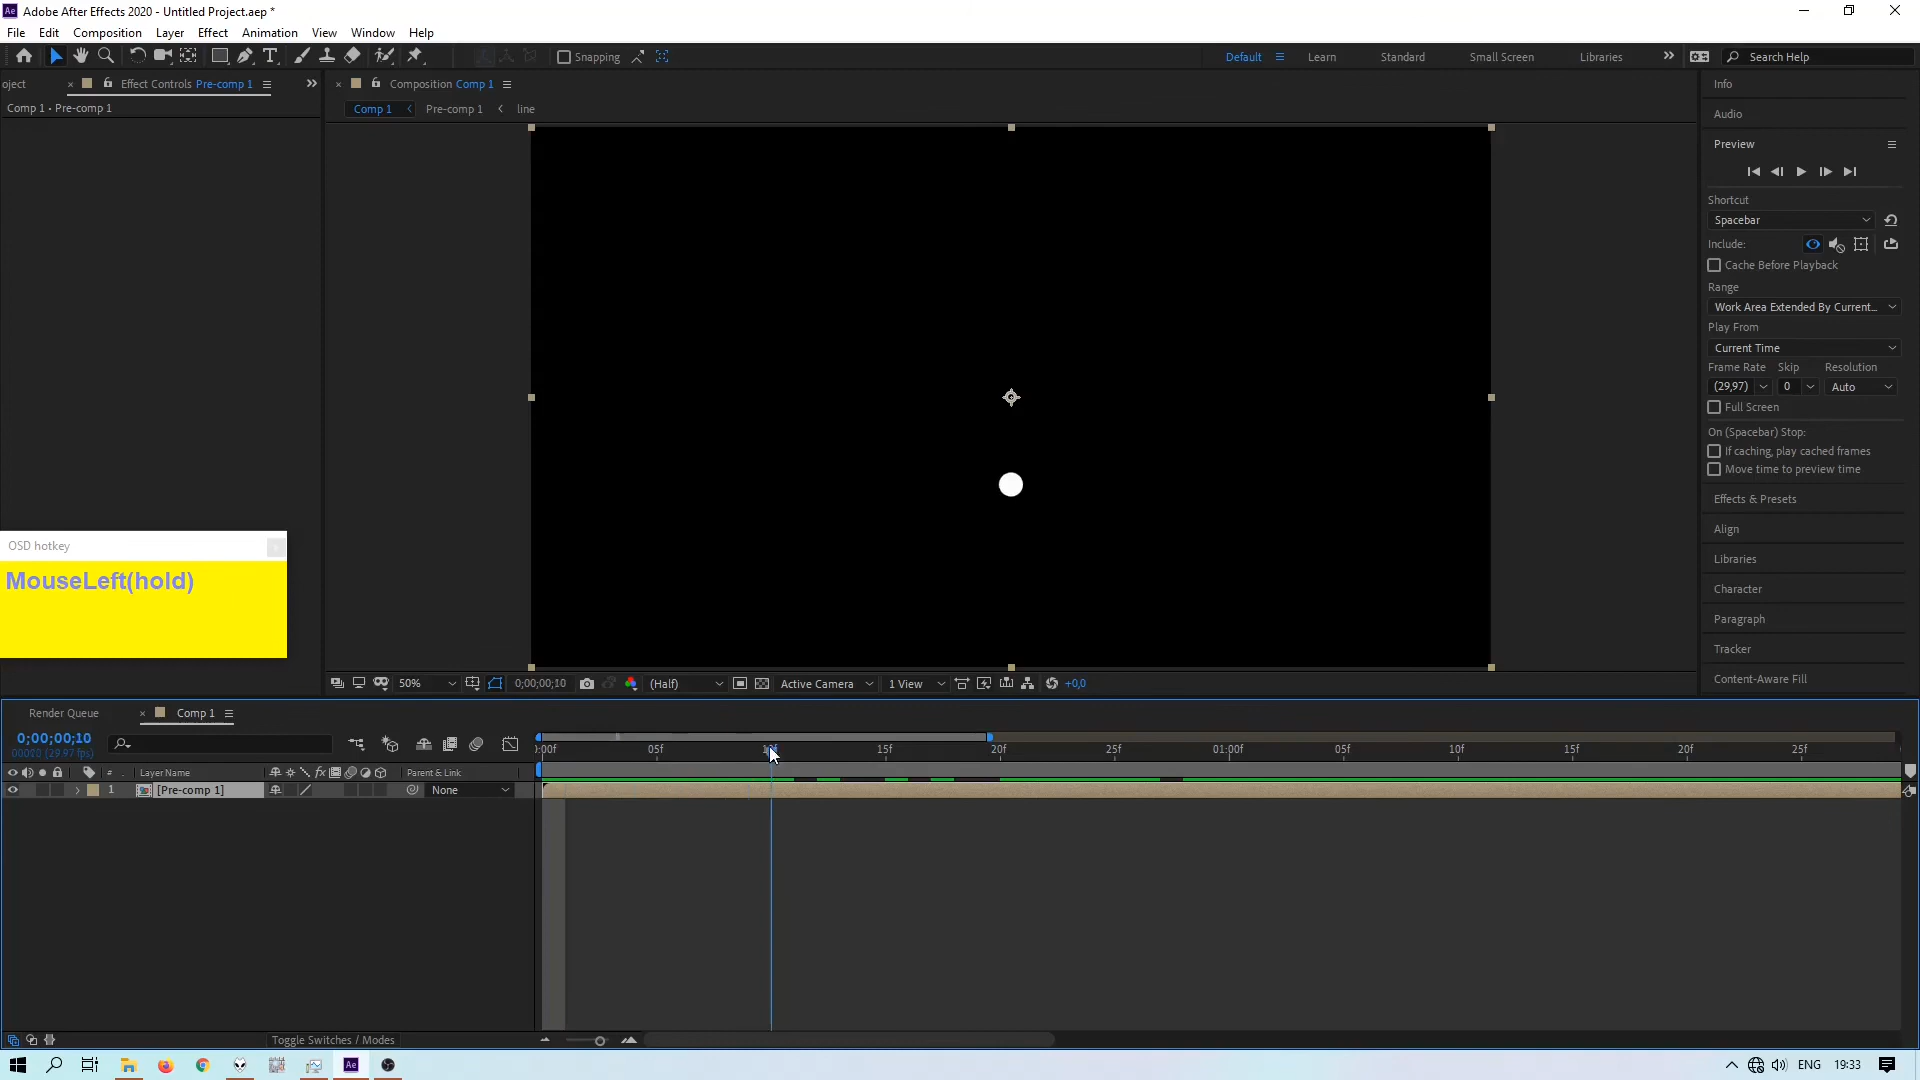 Adobe After Effects 2020 - Untitled Project.aep *
File Edit Composition Layer Effect Animation View Window Help
Snapping
Default Learn Standard Small Screen Libraries Search Help
oject Effect Controls Pre-comp 1
Composition Comp 1
Comp 1 • Pre-comp 1
Comp 1 Pre-comp 1 line
Info
Audio
Preview
Shortcut
Spacebar
Include:
Cache Before Playback
Range
Work Area Extended By Current...
Play From
Current Time
Frame Rate Skip Resolution
(29,97) 0 Auto
Full Screen
On (Spacebar) Stop:
If caching, play cached frames
Move time to preview time
Effects & Presets
Align
Libraries
Character
Paragraph
Tracker
Content-Aware Fill
OSD hotkey
MouseLeft(hold)
50% 0;00;00;10 (Half) Active Camera 1 View +0,0
Render Queue Comp 1
0;00;00;10
00010 (29.97 fps)
):00f 05f 10f 15f 20f 25f 01:00f 05f 10f 15f 20f 25f
# Layer Name fx Parent & Link
1 [Pre-comp 1] None
Toggle Switches / Modes
ENG 19:33